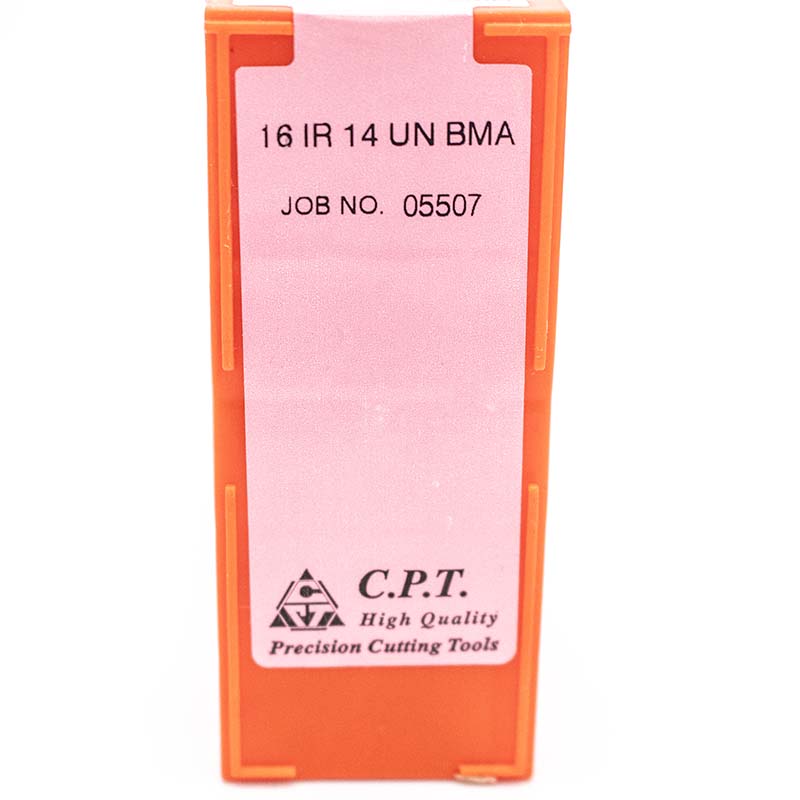 16 IR 14 UN BMA
JOB NO. 05507
C.P.T.
High Quality
Precision Cutting Tools